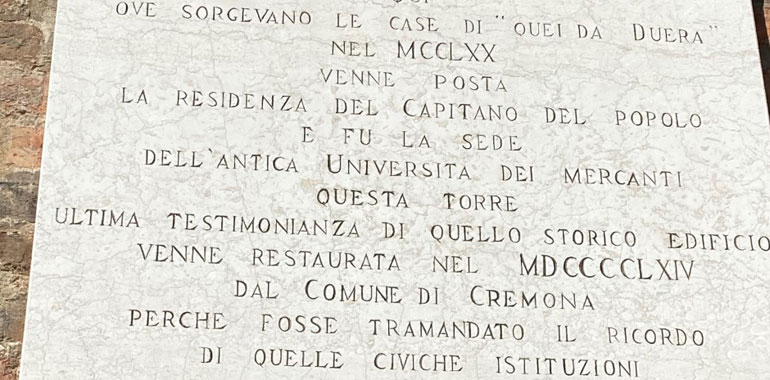 OVE SORGEVANO LE CASE DI "QUEI DA DUERA"
NEL MCCLXX
VENNE POSTA
LA RESIDENZA DEL CAPITANO DEL POPOLO
E FU LA SEDE
DELL'ANTICA UNIVERSITA DEI MERCANTI
QUESTA TORRE
ULTIMA TESTIMONIANZA DI QUELLO STORICO EDIFICIO
VENNE RESTAURATA NEL MDCCCCLXIV
DAL COMUNE DI CREMONA
PERCHE FOSSE TRAMANDATO IL RICORDO
DI QUELLE CIVICHE ISTITUZIONI